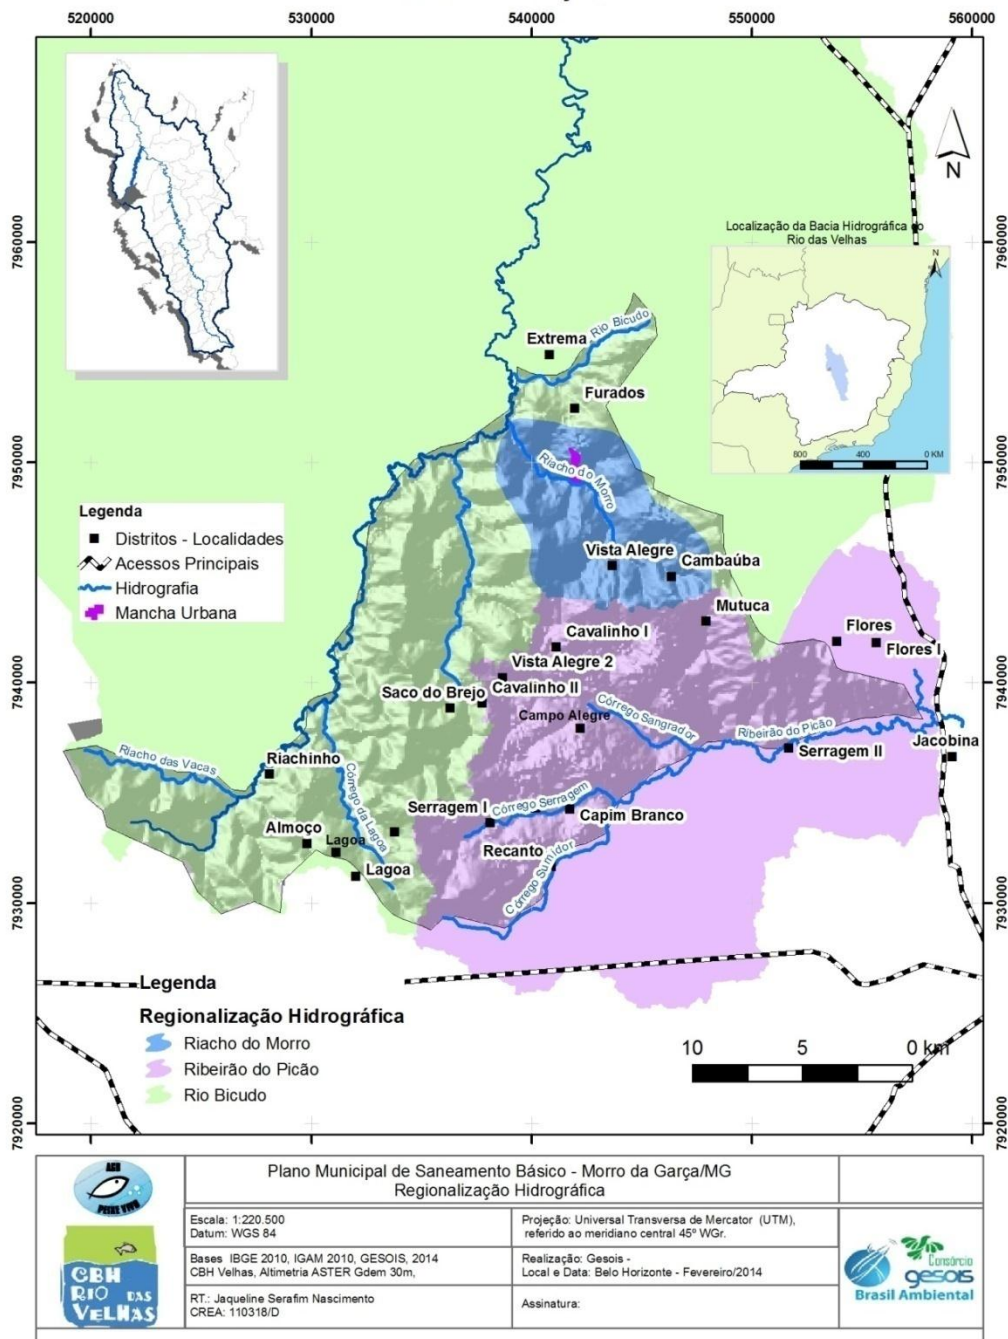 520000
530000
540000
550000
560000
N
7960000
7960000
Localização da Bacia Hidrográfica
Rio das Velhas
N
800 400 0 KM
Extrema
Rio Bicudo
Furados
7950000
7950000
Riacho do Morro
Legenda
Distritos - Localidades
Acessos Principais
Hidrografia
Mancha Urbana
Vista Alegre
Cambaúba
Mutuca
Cavalinho I
Flores
Flores I
Vista Alegre 2
7940000
7940000
Saco do Brejo
Cavalinho II
Campo Alegre
Córrego Sangrador
Ribeirão do Picão
Jacobina
Serragem II
Riacho das Vacas
Riachinho
Córrego da Lagoa
Serragem I
Córrego Serragem
Capim Branco
Almoço
Lagoa
Lagoa
Recanto
Córrego Sumidor
7930000
7930000
Legenda
Regionalização Hidrográfica
Riacho do Morro
Ribeirão do Picão
Rio Bicudo
10 5 0 km
7920000
7920000
AGB
PEIXE VIVO
CBH
RIO DAS
VELHAS
Plano Municipal de Saneamento Básico - Morro da Garça/MG
Regionalização Hidrográfica
Escala: 1:220.500
Datum: WGS 84
Projeção: Universal Transversa de Mercator (UTM),
referido ao meridiano central 45º WGr.
Bases IBGE 2010, IGAM 2010, GESOIS, 2014
CBH Velhas, Altimetria ASTER Gdem 30m,
Realização: Gesois -
Local e Data: Belo Horizonte - Fevereiro/2014
RT.: Jaqueline Serafim Nascimento
CREA: 110318/D
Assinatura:
Consórcio
gesois
Brasil Ambiental